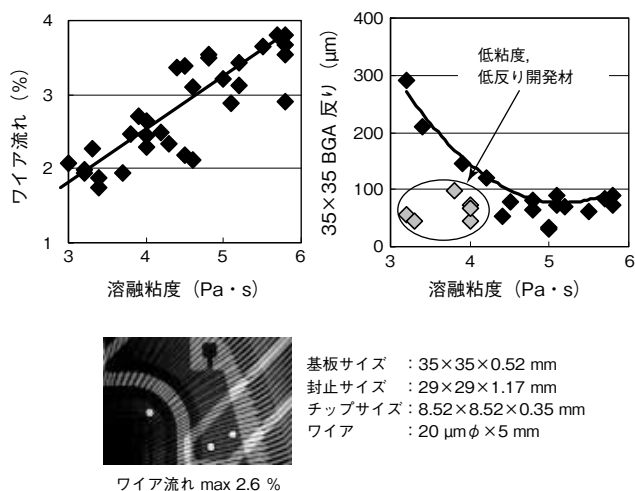 ワイア流れ（%）
4
3
2
1
3
4
5
6
溶融粘度（Pa・s）
35×35 BGA 反り（μm）
400
300
200
100
0
3
4
5
6
溶融粘度（Pa・s）
低粘度,
低反り開発材
ワイア流れ max 2.6 %
基板サイズ ：35×35×0.52 mm
封止サイズ ：29×29×1.17 mm
チップサイズ：8.52×8.52×0.35 mm
ワイア ：20 μmφ×5 mm